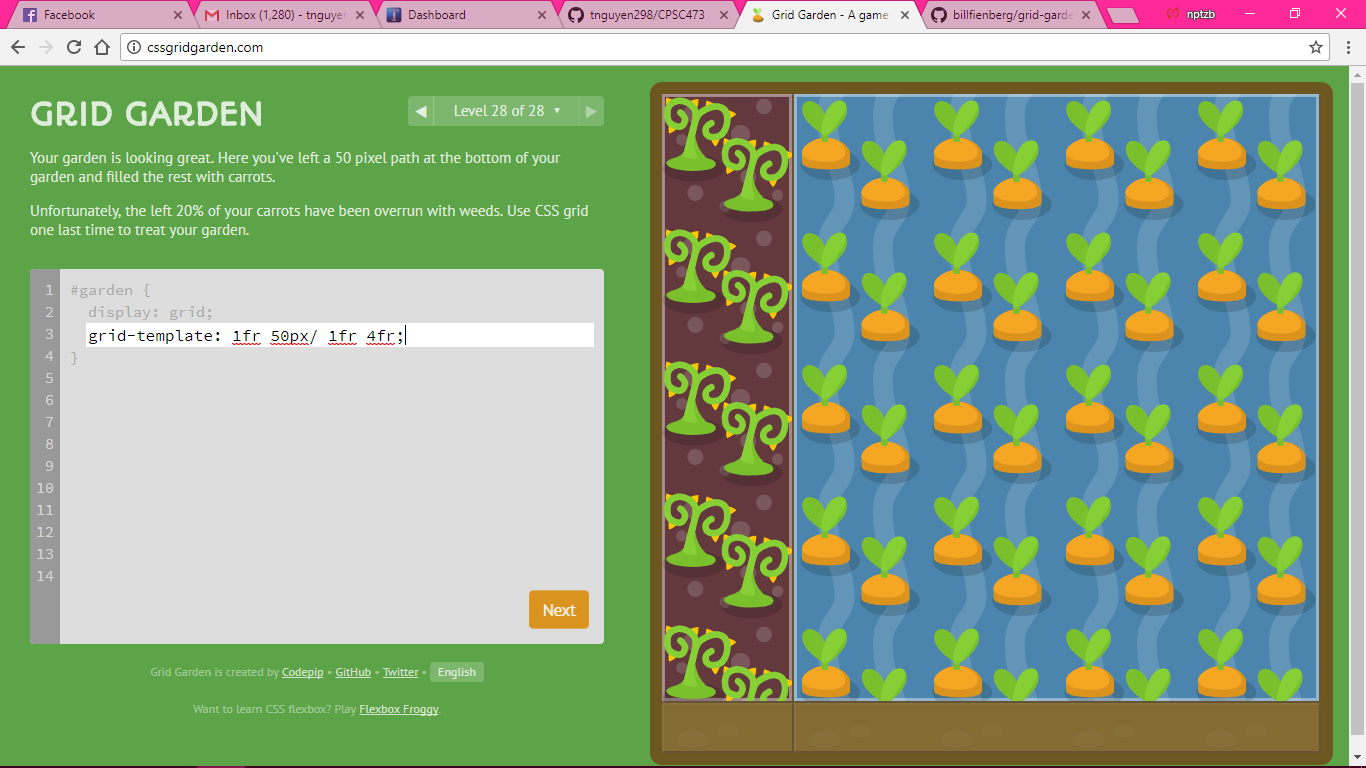 Facebook
Inbox (1,280) - tnguyer
Dashboard
tnguyen298/CPSC473
Grid Garden - A game
billfienberg/grid-garde
nptzb
cssgridgarden.com
GRID GARDEN
◀ Level 28 of 28 ▼ ▶
Your garden is looking great. Here you've left a 50 pixel path at the bottom of your
garden and filled the rest with carrots.
Unfortunately, the left 20% of your carrots have been overrun with weeds. Use CSS grid
one last time to treat your garden.
1 #garden {
2 display: grid;
3 grid-template: 1fr 50px/ 1fr 4fr;
4 }
5
6
7
8
9
10
11
12
13
14
Next
Grid Garden is created by Codepip • GitHub • Twitter • English
Want to learn CSS flexbox? Play Flexbox Froggy.